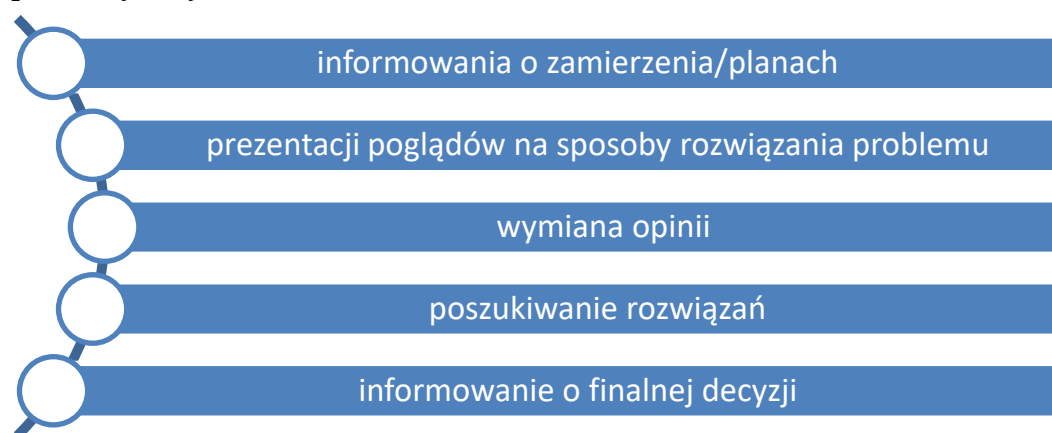 informowania o zamierzenia/planach
prezentacji poglądów na sposoby rozwiązania problemu
wymiana opinii
poszukiwanie rozwiązań
informowanie o finalnej decyzji